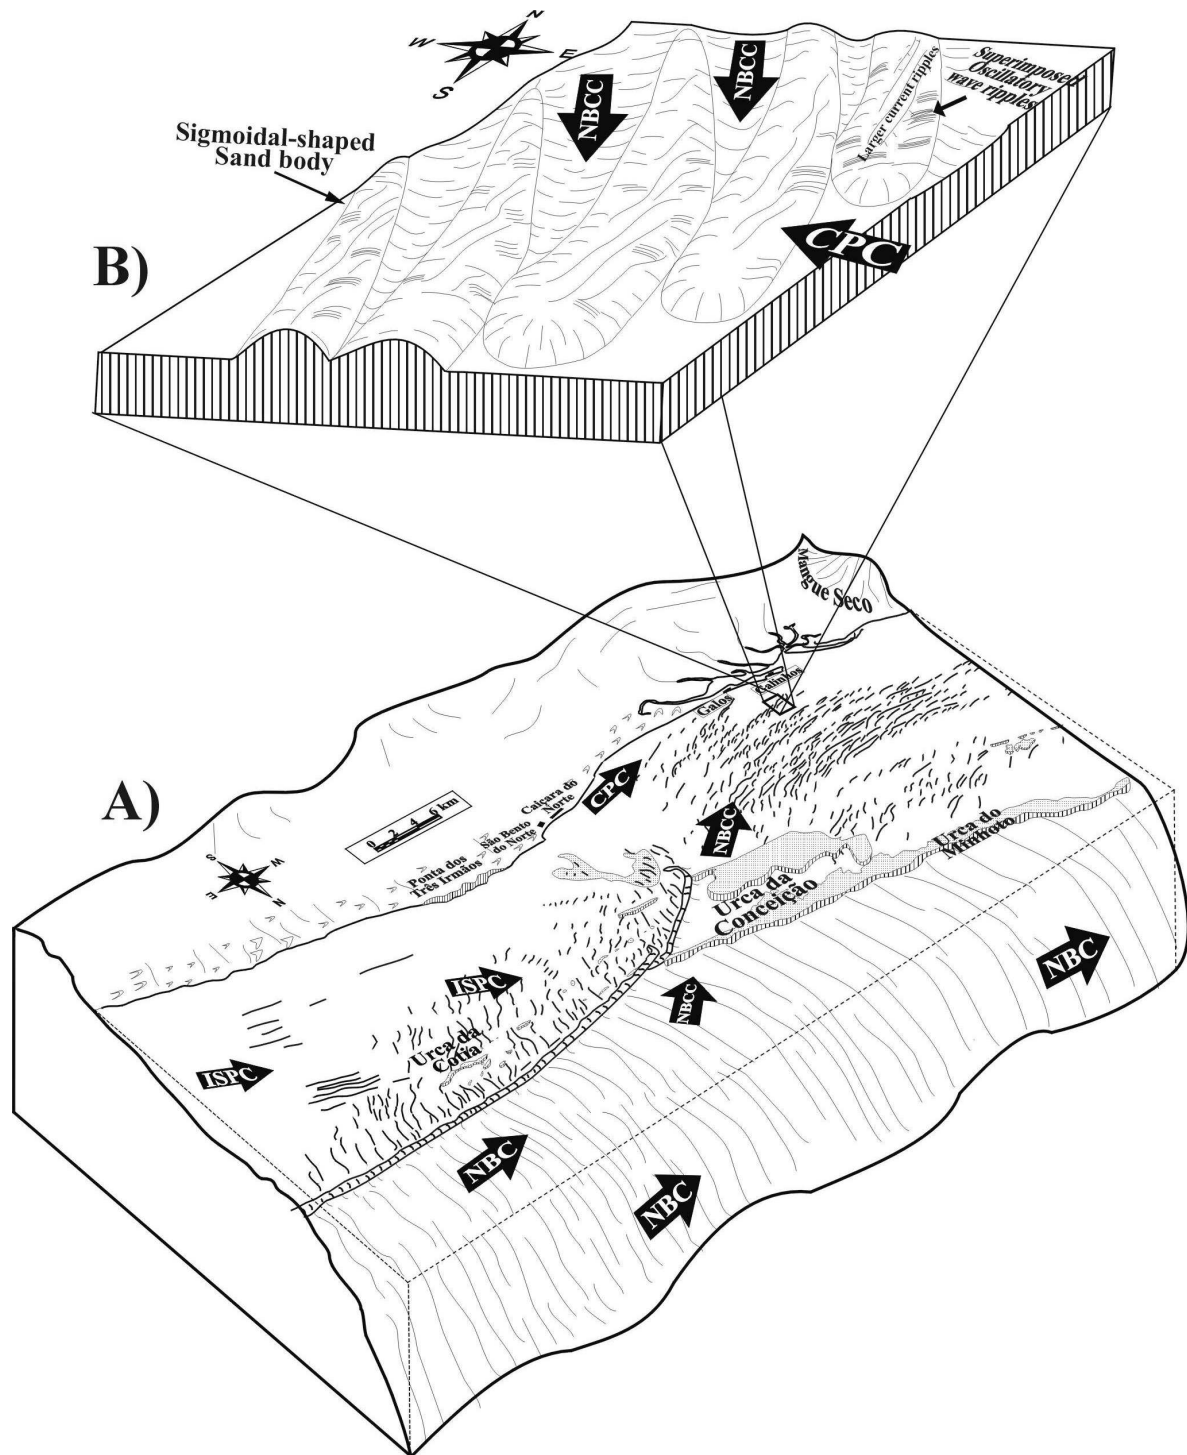 N
W
E
S
NBCC
NBCC
Larger current ripples
Superimposed
Oscillatory
wave ripples
Sigmoidal-shaped
Sand body
B)
CPC
Mangue Seco
Galinhos
Galos
A)
CPC
Caiçara do
Norte
São Bento
do Norte
0 2 4 6 km
Ponta dos
Três Irmãos
S
W
E
N
NBCC
Urca do
Minhoto
Urca da
Conceição
NBC
ISPC
NBCC
Urca da
Cotia
ISPC
NBC
NBC